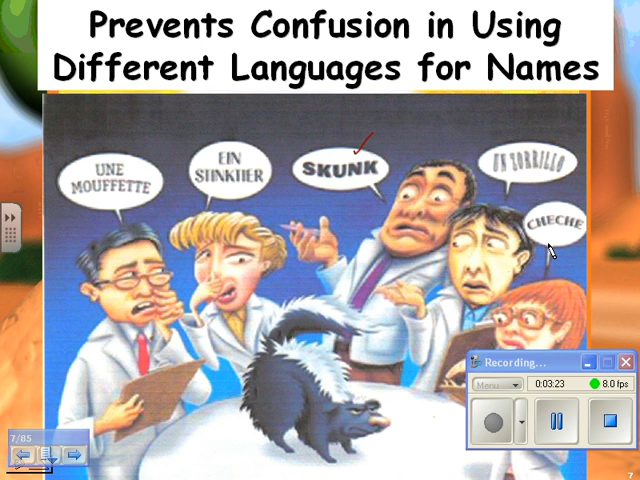 Prevents Confusion in Using
Different Languages for Names
UNE
MOUFFETTE
EIN
STINKTIER
SKUNK
UN ZORRILLO
CHECHE
Recording...
Menu
0:03:23
8.0 fps
7/85
7